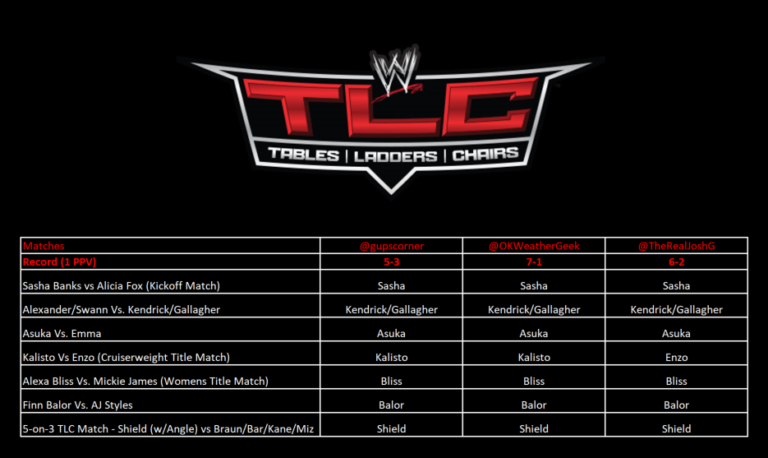 W
TLC
TABLES | LADDERS | CHAIRS
Matches @gupscorner @OKWeatherGeek @TheRealJoshG
Record (1 PPV) 5-3 7-1 6-2
Sasha Banks vs Alicia Fox (Kickoff Match) Sasha Sasha Sasha
Alexander/Swann Vs. Kendrick/Gallagher Kendrick/Gallagher Kendrick/Gallagher Kendrick/Gallagher
Asuka Vs. Emma Asuka Asuka Asuka
Kalisto Vs Enzo (Cruiserweight Title Match) Kalisto Kalisto Enzo
Alexa Bliss Vs. Mickie James (Womens Title Match) Bliss Bliss Bliss
Finn Balor Vs. AJ Styles Balor Balor Balor
5-on-3 TLC Match - Shield (w/Angle) vs Braun/Bar/Kane/Miz Shield Shield Shield